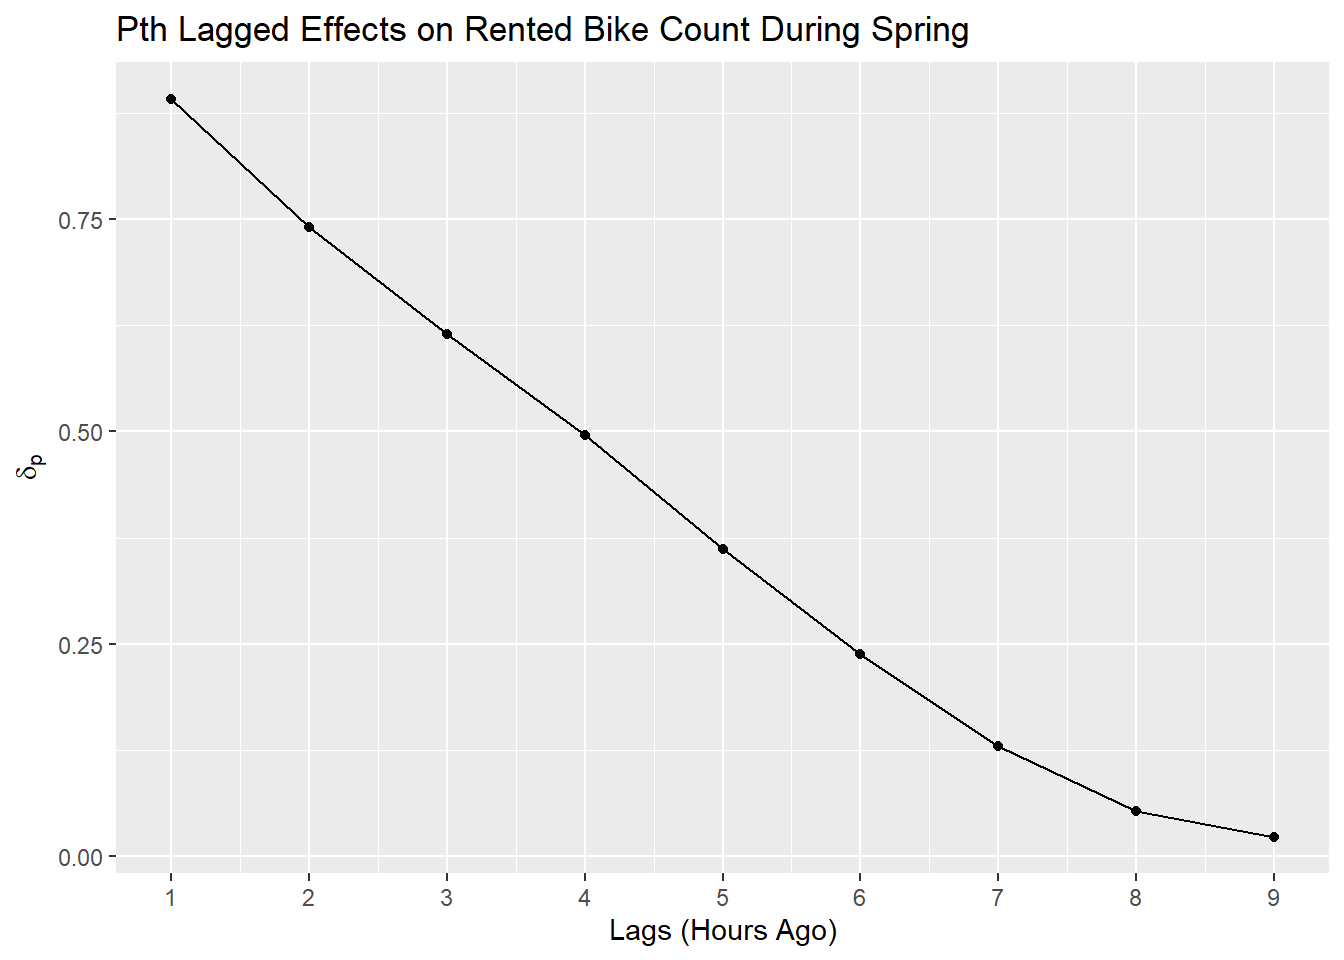 Pth Lagged Effects on Rented Bike Count During Spring
0.75
0.50
0.25
0.00
δp
1 2 3 4 5 6 7 8 9
Lags (Hours Ago)